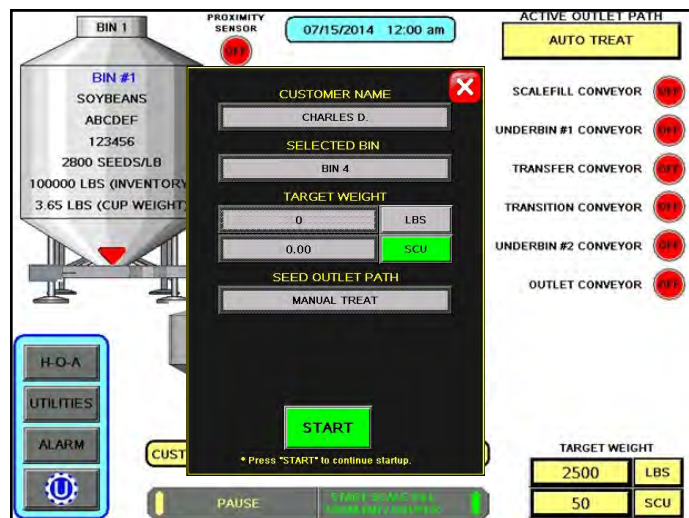 BIN 1
PROXIMITY
SENSOR
OFF
07/15/2014 12:00 am
ACTIVE OUTLET PATH
AUTO TREAT
BIN #1
SOYBEANS
ABCDEF
123456
2800 SEEDS/LB
100000 LBS (INVENTORY
3.65 LBS (CUP WEIGHT)
CUSTOMER NAME
CHARLES D.
SELECTED BIN
BIN 4
TARGET WEIGHT
0 LBS
0.00 SCU
SEED OUTLET PATH
MANUAL TREAT
START
* Press "START" to continue startup.
SCALEFILL CONVEYOR OFF
UNDERBIN #1 CONVEYOR OFF
TRANSFER CONVEYOR OFF
TRANSITION CONVEYOR OFF
UNDERBIN #2 CONVEYOR OFF
OUTLET CONVEYOR OFF
H-O-A
UTILITIES
ALARM
U
CUST
PAUSE
START SCALE FILL
TARGET WEIGHT
2500 LBS
50 SCU